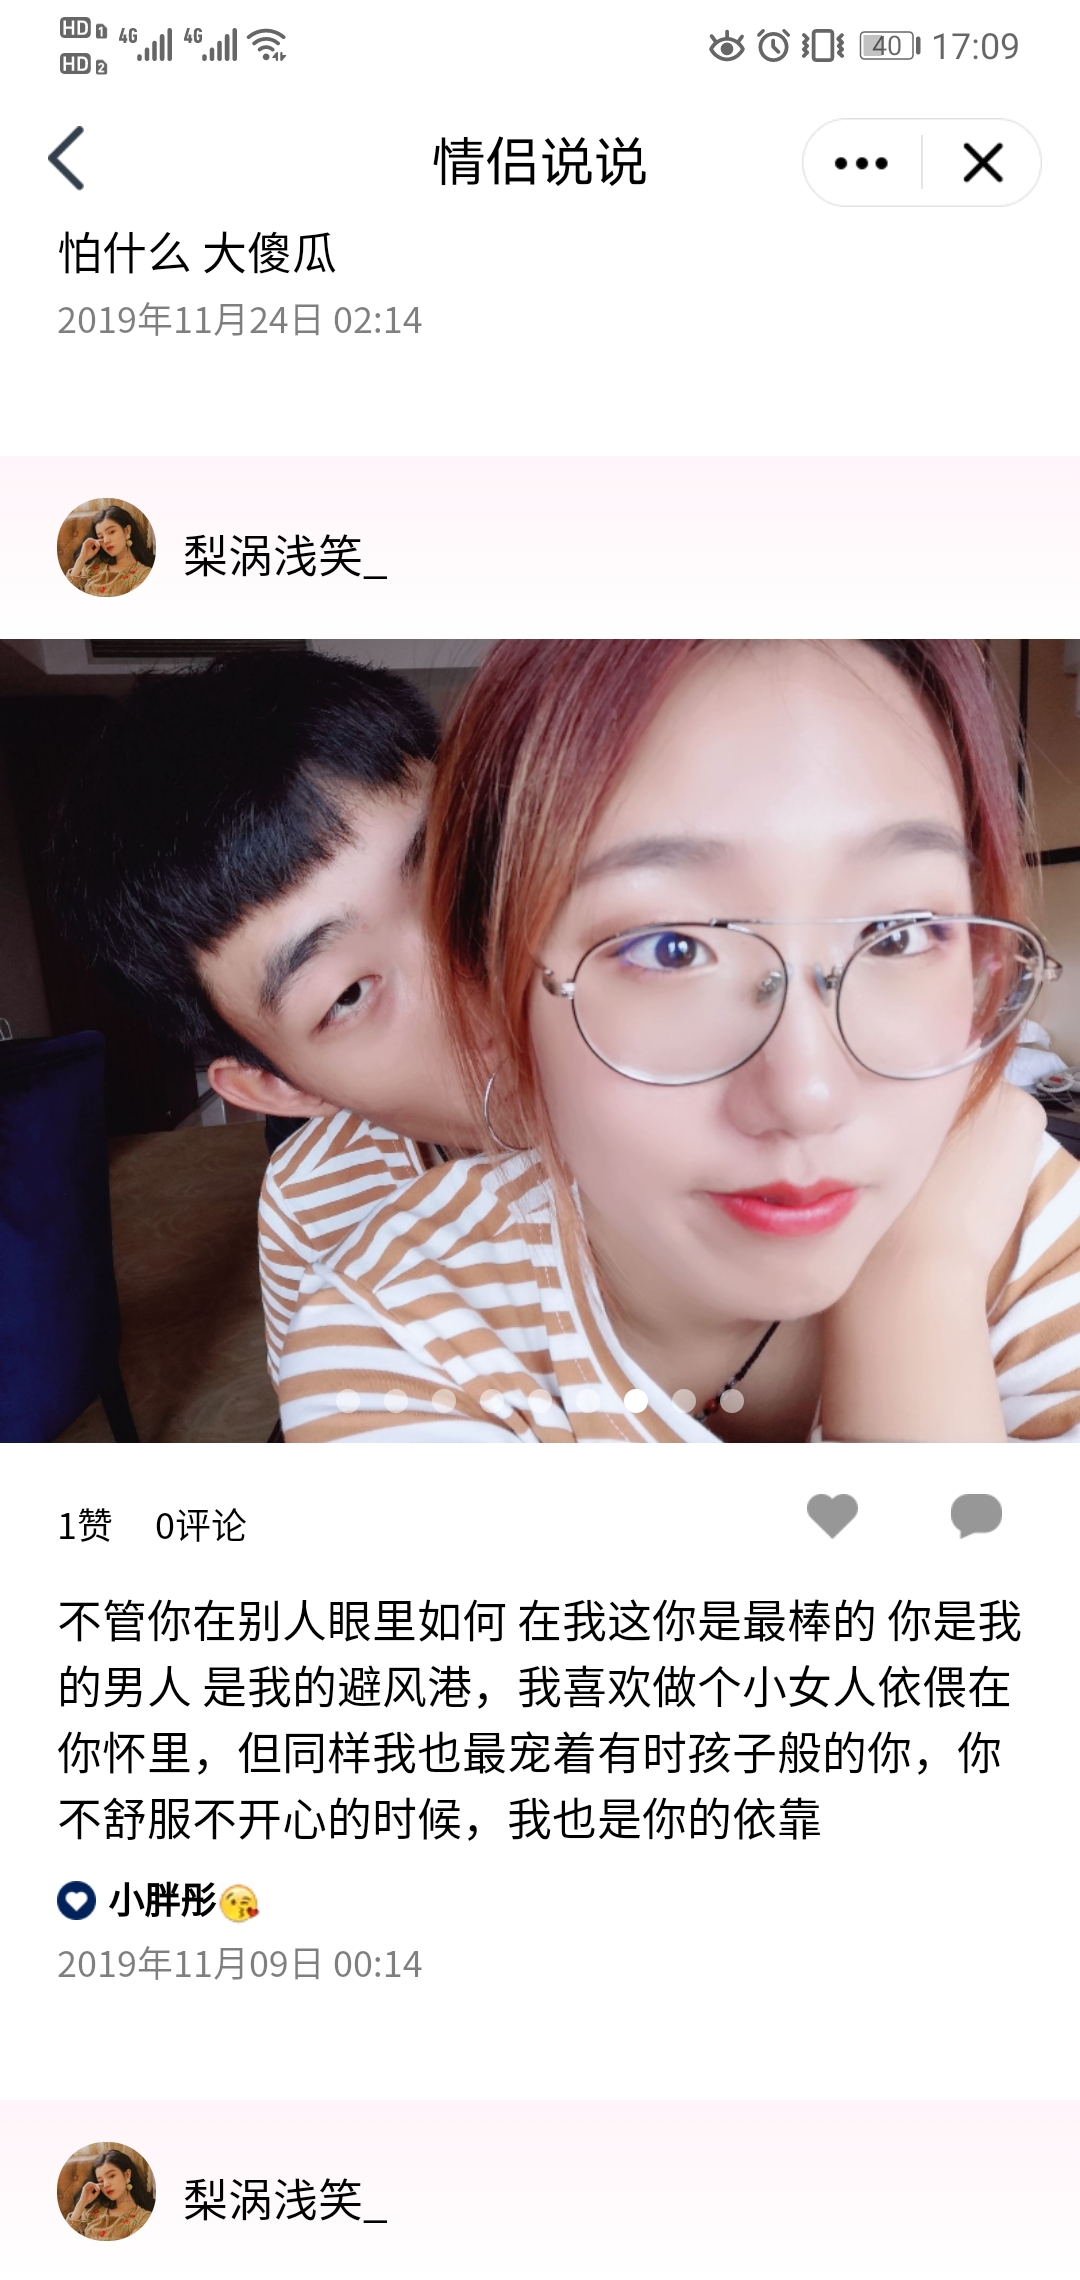 HD 1 4G 4G 40 17:09
HD 2
情侣说说
怕什么 大傻瓜
2019年11月24日 02:14
梨涡浅笑_
1赞 0评论
不管你在别人眼里如何 在我这你是最棒的 你是我
的男人 是我的避风港，我喜欢做个小女人依偎在
你怀里，但同样我也最宠着有时孩子般的你，你
不舒服不开心的时候，我也是你的依靠
小胖彤😘
2019年11月09日 00:14
梨涡浅笑_